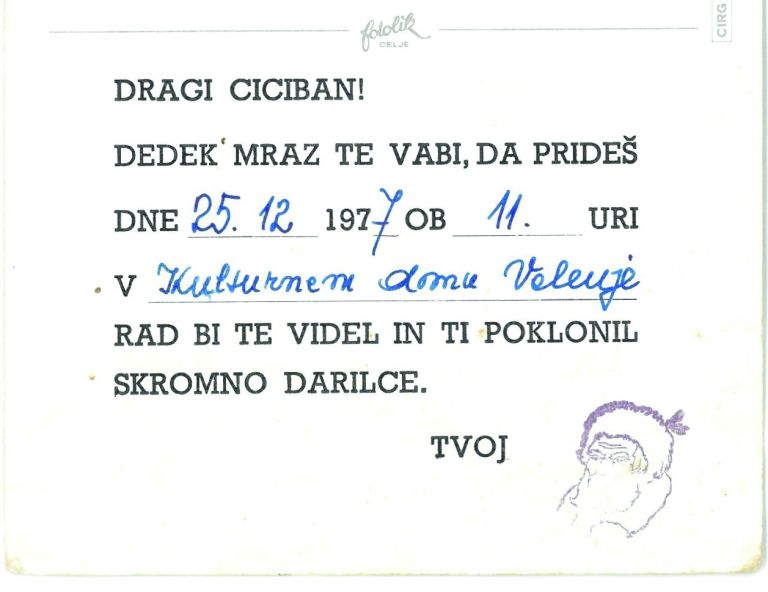 fotolik
CELJE
CIRG
DRAGI CICIBAN!
DEDEK MRAZ TE VABI, DA PRIDEŠ
DNE 25. 12 1977 OB 11. URI
V Kulturnem domu Velenje
RAD BI TE VIDEL IN TI POKLONIL
SKROMNO DARILCE.
TVOJ